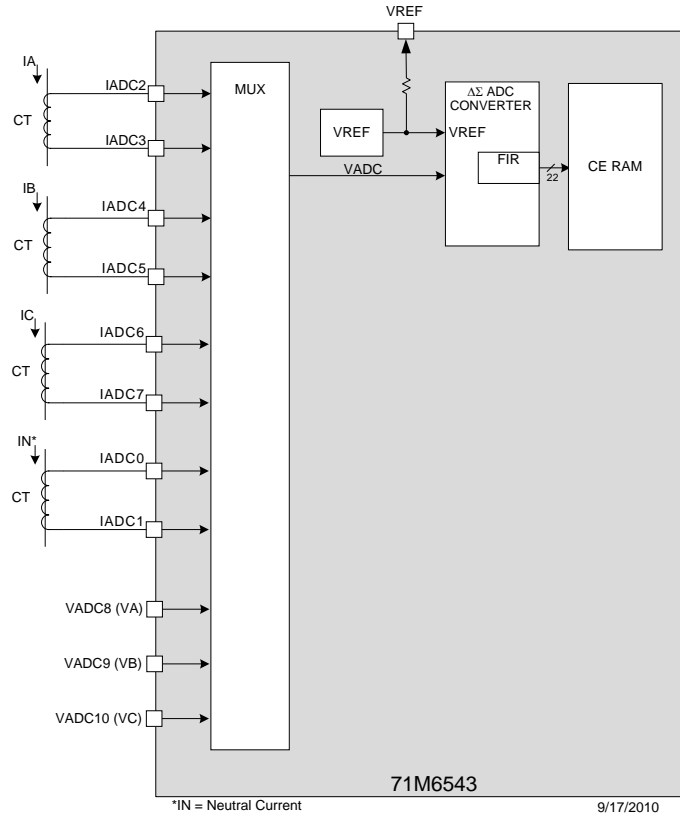 VREF
IA
IADC2
CT
IADC3
MUX
VREF
ΔΣ ADC
CONVERTER
VREF
FIR
22
CE RAM
VADC
IB
IADC4
CT
IADC5
IC
IADC6
CT
IADC7
IN*
IADC0
CT
IADC1
VADC8 (VA)
VADC9 (VB)
VADC10 (VC)
71M6543
*IN = Neutral Current
9/17/2010